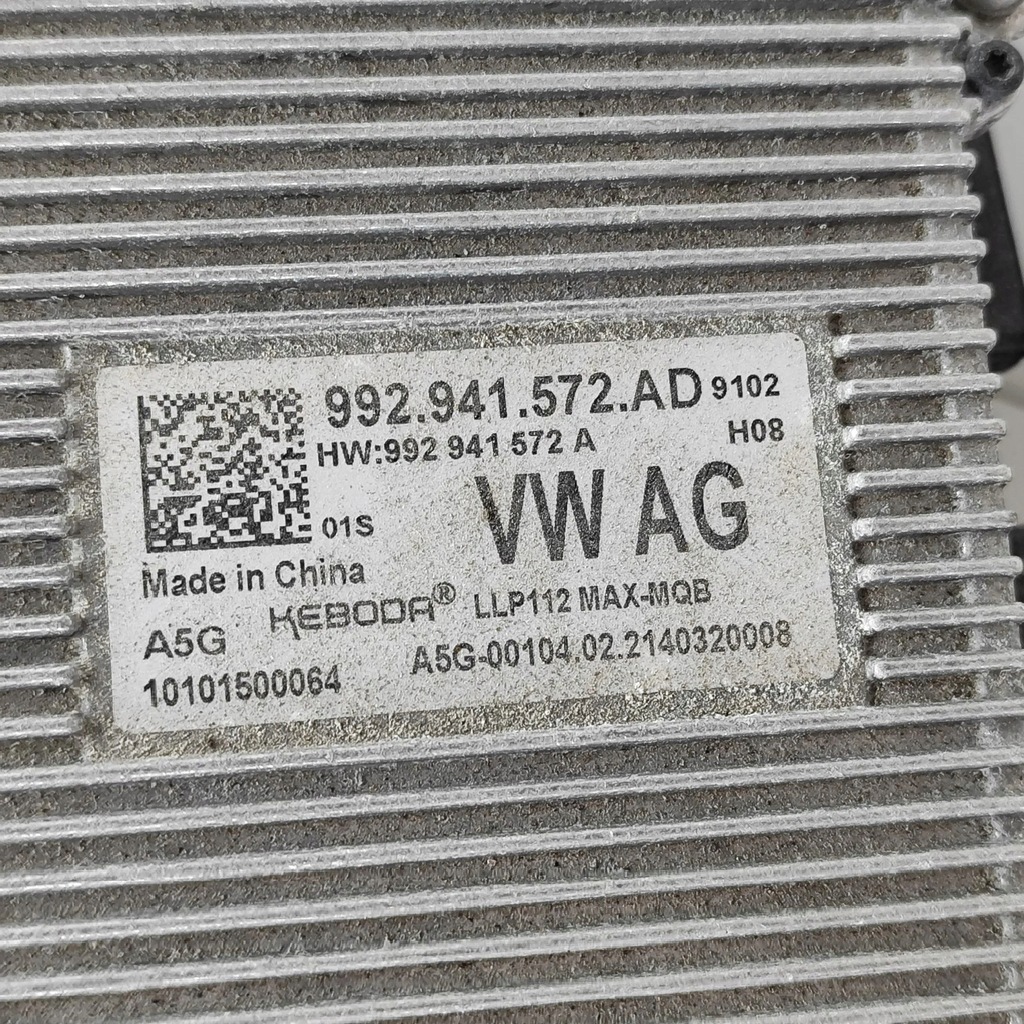 992.941.572.AD 9102
HW:992 941 572 A H08
VW AG
01S
Made in China
KEBODA® LLP112 MAX-MQB
A5G
A5G-00104.02.2140320008
10101500064